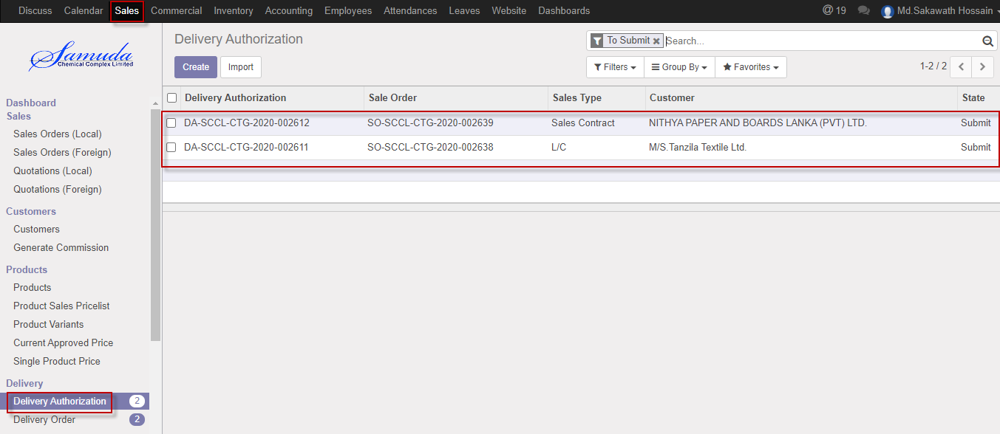 Discuss Calendar Sales Commercial Inventory Accounting Employees Attendances Leaves Website Dashboards @ 19 Md.Sakawath Hossain
Samuda
Chemical Complex Limited
Delivery Authorization
To Submit Search...
Create Import
Filters Group By Favorites 1-2 / 2
Dashboard
Sales
Sales Orders (Local)
Sales Orders (Foreign)
Quotations (Local)
Quotations (Foreign)
Customers
Customers
Generate Commission
Products
Products
Product Sales Pricelist
Product Variants
Current Approved Price
Single Product Price
Delivery
Delivery Authorization 2
Delivery Order 2
Delivery Authorization Sale Order Sales Type Customer State
DA-SCCL-CTG-2020-002612 SO-SCCL-CTG-2020-002639 Sales Contract NITHYA PAPER AND BOARDS LANKA (PVT) LTD. Submit
DA-SCCL-CTG-2020-002611 SO-SCCL-CTG-2020-002638 L/C M/S.Tanzila Textile Ltd. Submit